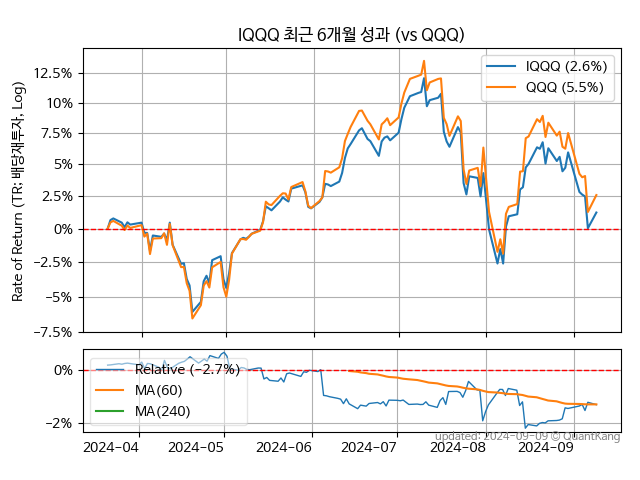 IQQQ 최근 6개월 성과 (vs QQQ)
Rate of Return (TR: 배당재투자, Log)
12.5%
10%
7.5%
5%
2.5%
0%
−2.5%
−5%
−7.5%
IQQQ (2.6%)
QQQ (5.5%)
0%
−2%
Relative (−2.7%)
MA(60)
MA(240)
2024−04
2024−05
2024−06
2024−07
2024−08
2024−09
updated: 2024−09−09 © QuantKang